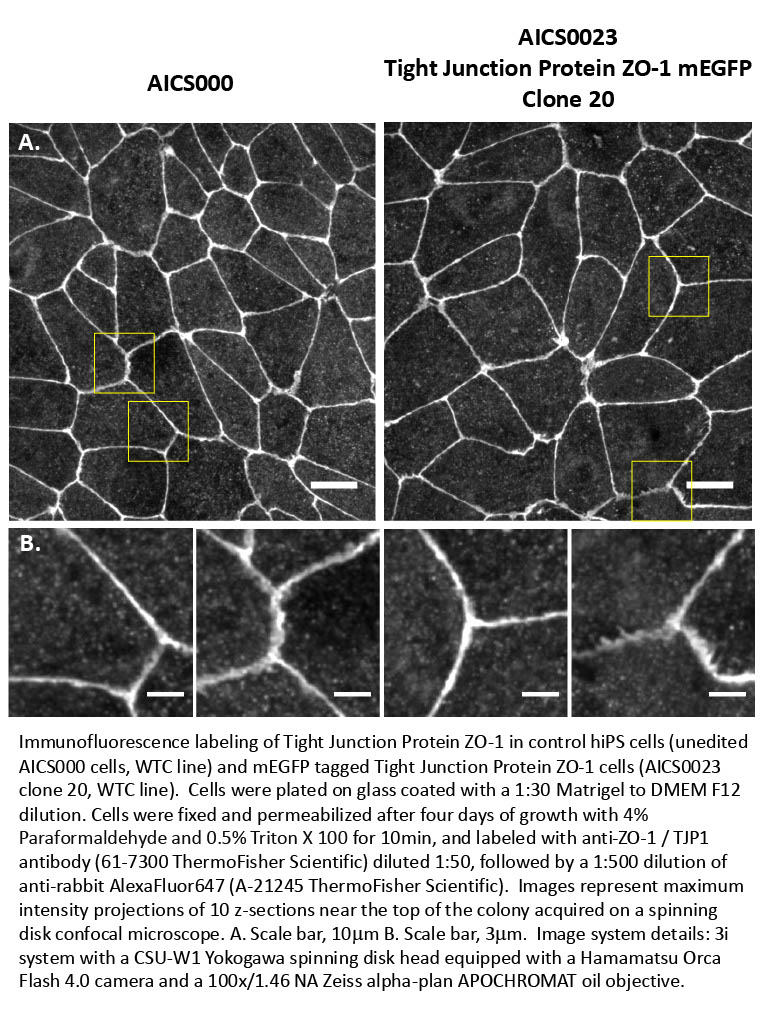 AICS000
AICS0023
Tight Junction Protein ZO-1 mEGFP
Clone 20
A.
B.
Immunofluorescence labeling of Tight Junction Protein ZO-1 in control hiPS cells (unedited
AICS000 cells, WTC line) and mEGFP tagged Tight Junction Protein ZO-1 cells (AICS0023
clone 20, WTC line).  Cells were plated on glass coated with a 1:30 Matrigel to DMEM F12
dilution. Cells were fixed and permeabilized after four days of growth with 4%
Paraformaldehyde and 0.5% Triton X 100 for 10min, and labeled with anti-ZO-1 / TJP1
antibody (61-7300 ThermoFisher Scientific) diluted 1:50, followed by a 1:500 dilution of
anti-rabbit AlexaFluor647 (A-21245 ThermoFisher Scientific).  Images represent maximum
intensity projections of 10 z-sections near the top of the colony acquired on a spinning
disk confocal microscope. A. Scale bar, 10μm B. Scale bar, 3μm.  Image system details: 3i
system with a CSU-W1 Yokogawa spinning disk head equipped with a Hamamatsu Orca
Flash 4.0 camera and a 100x/1.46 NA Zeiss alpha-plan APOCHROMAT oil objective.